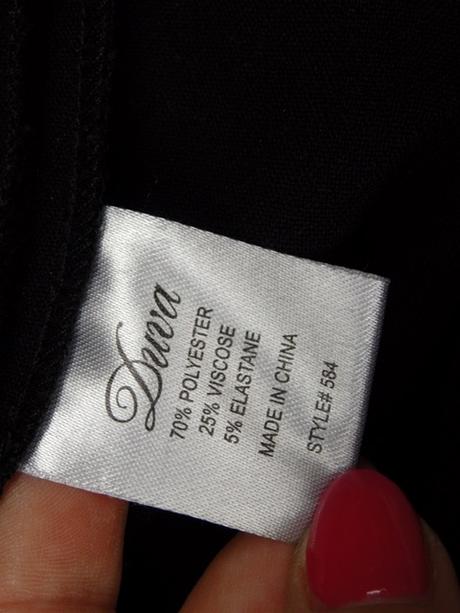 Duva
70% POLYESTER
25% VISCOSE
5% ELASTANE
MADE IN CHINA
STYLE# 584